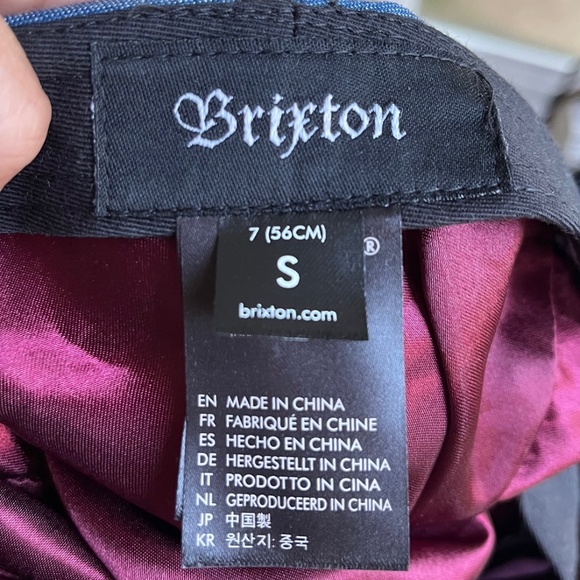 Brixton
7 (56CM)
®
S
brixton.com
EN MADE IN CHINA
FR FABRIQUÉ EN CHINE
ES HECHO EN CHINA
DE HERGESTELLT IN CHINA
IT PRODOTTO IN CINA
NL GEPRODUCEERD IN CHINA
JP 中国製
KR 원산지: 중국